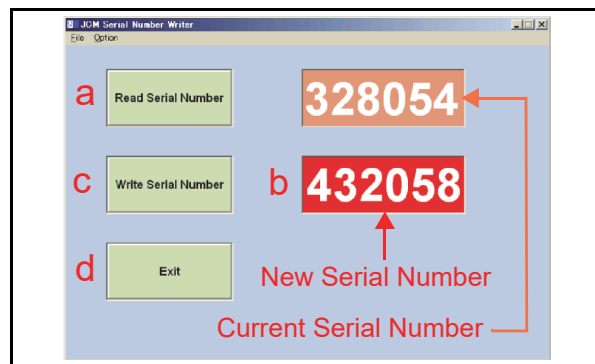 JCM Serial Number Writer
File Option
a Read Serial Number 328054
c Write Serial Number b 432058
d Exit
New Serial Number
Current Serial Number